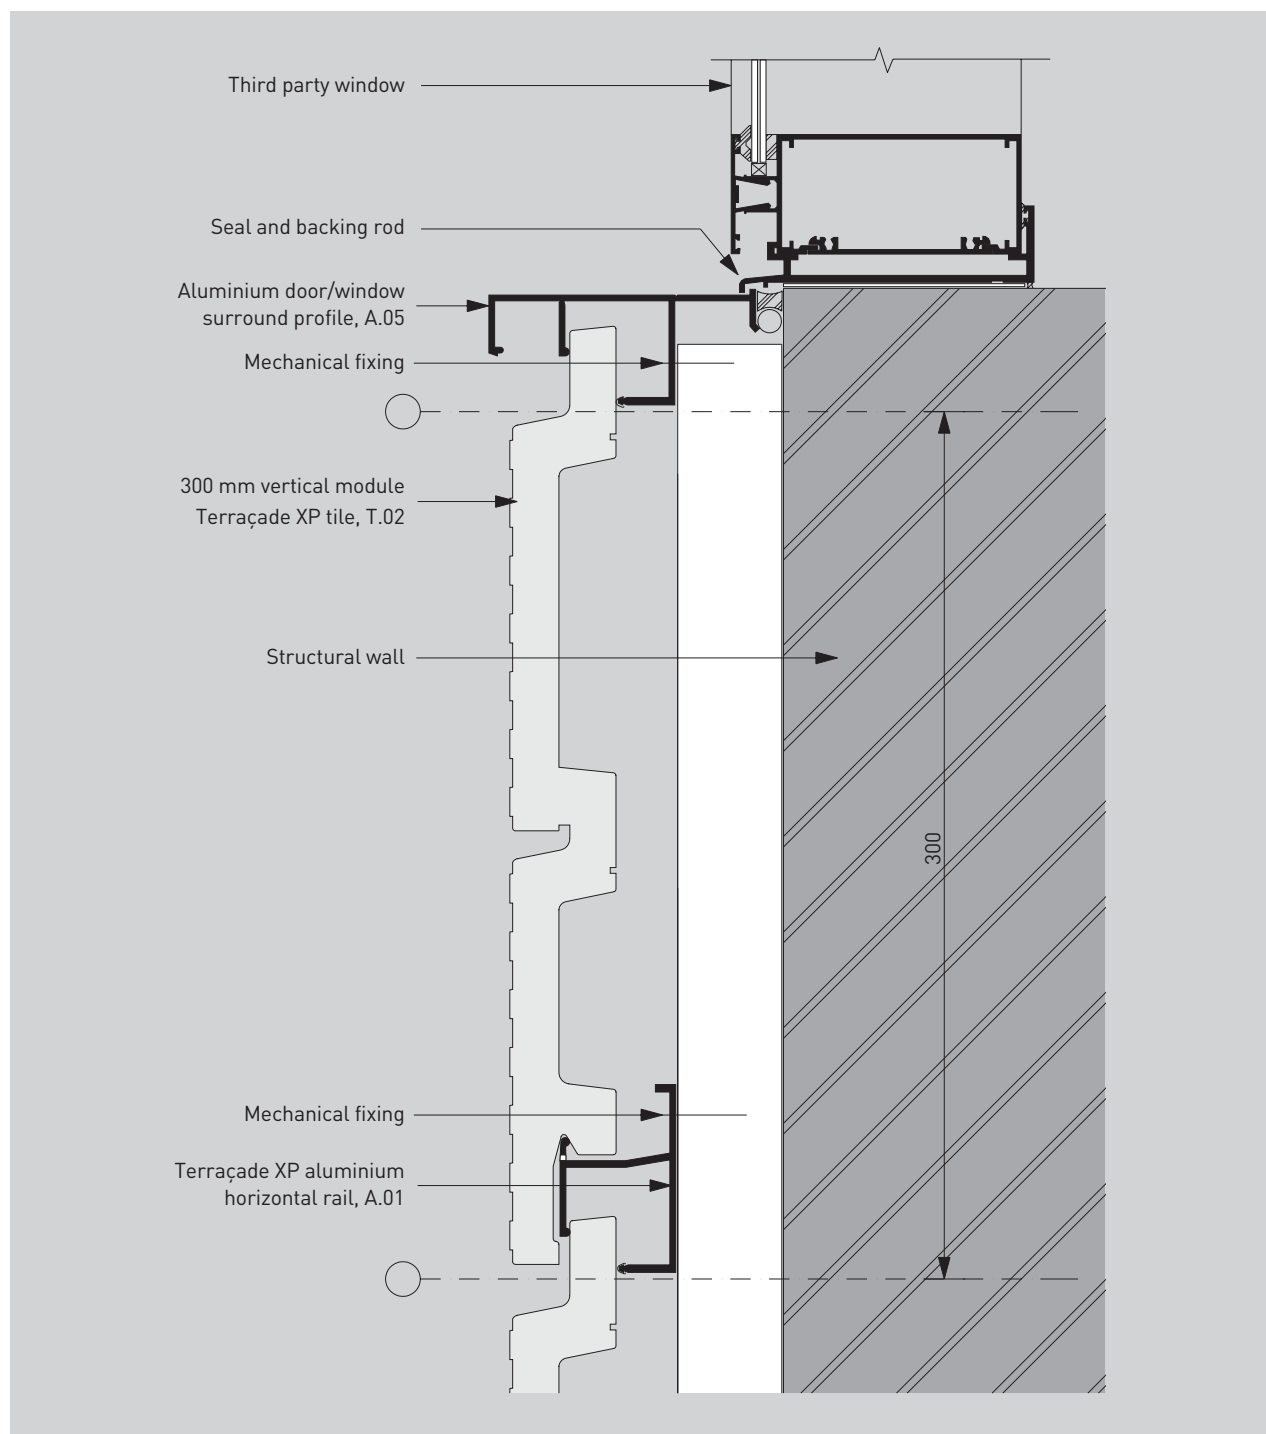 Third party window
Seal and backing rod
Aluminium door/window
surround profile, A.05
Mechanical fixing
300 mm vertical module
Terraçade XP tile, T.02
Structural wall
300
Mechanical fixing
Terraçade XP aluminium
horizontal rail, A.01